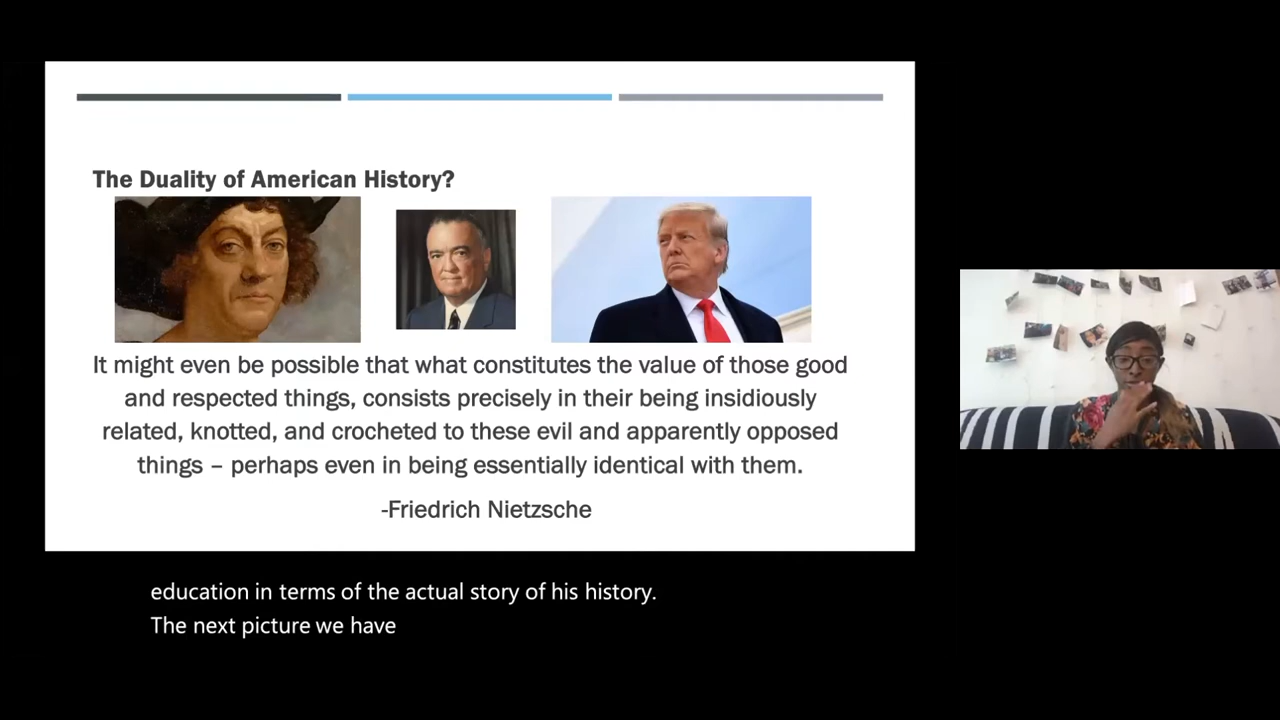 The Duality of American History?
It might even be possible that what constitutes the value of those good
and respected things, consists precisely in their being insidiously
related, knotted, and crocheted to these evil and apparently opposed
things – perhaps even in being essentially identical with them.
-Friedrich Nietzsche
education in terms of the actual story of his history.
The next picture we have